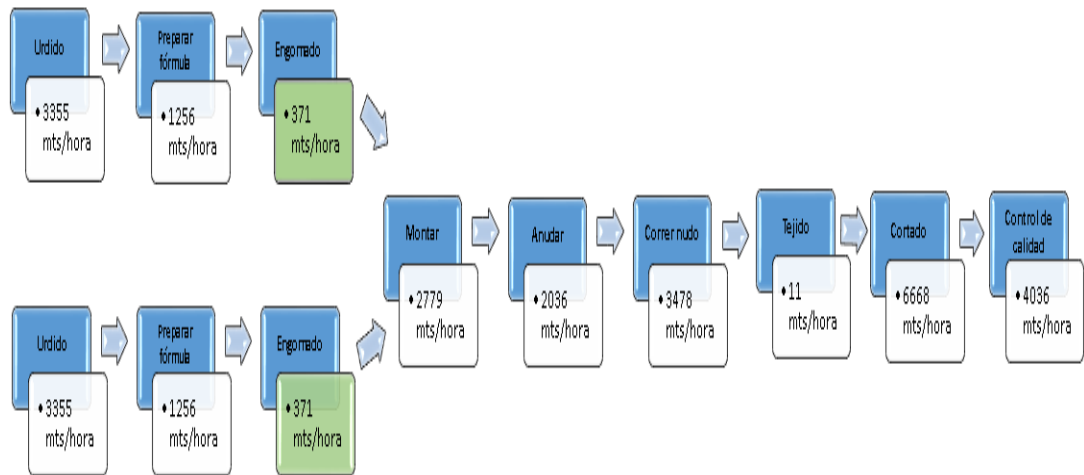 Urdido
• 3355
mts/hora
Preparar
fórmula
• 1256
mts/hora
Engomado
• 371
mts/hora
Urdido
• 3355
mts/hora
Preparar
fórmula
• 1256
mts/hora
Engomado
• 371
mts/hora
Montar
• 2779
mts/hora
Anudar
• 2036
mts/hora
Correr nudo
• 3478
mts/hora
Tejido
• 11
mts/hora
Cortado
• 6668
mts/hora
Control de
calidad
• 4036
mts/hora